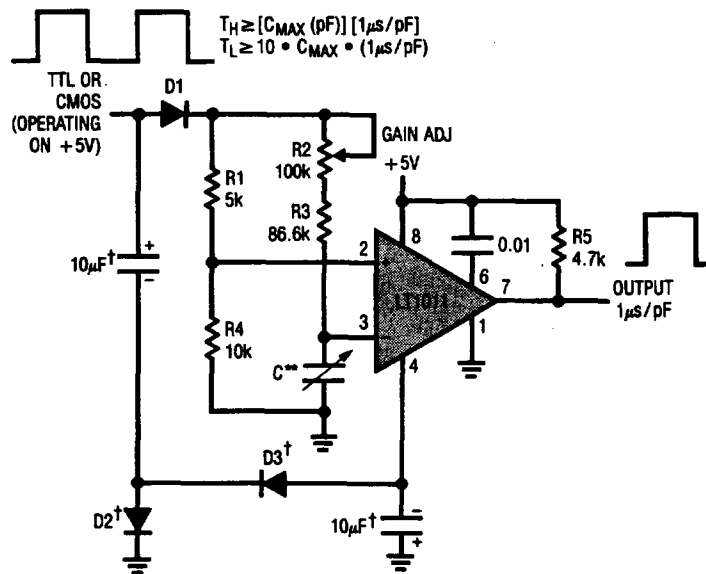 T_H ≥ [C_MAX (pF)] [1μs/pF]
T_L ≥ 10 • C_MAX • (1μs/pF)
TTL OR
CMOS
(OPERATING
ON +5V)
D1
R1
5k
R2
100k
GAIN ADJ
+5V
R3
86.6k
10μF†
+
−
2
+
8
0.01
R5
4.7k
LT1011
6
7
OUTPUT
1μs/pF
R4
10k
3
−
1
4
C**
D3†
D2†
10μF†
−
+